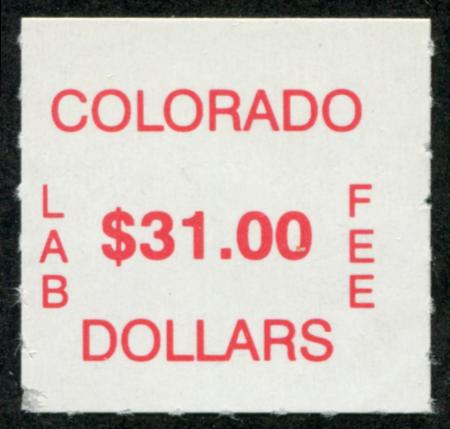 COLORADO
LAB
$31.00
FEE
DOLLARS